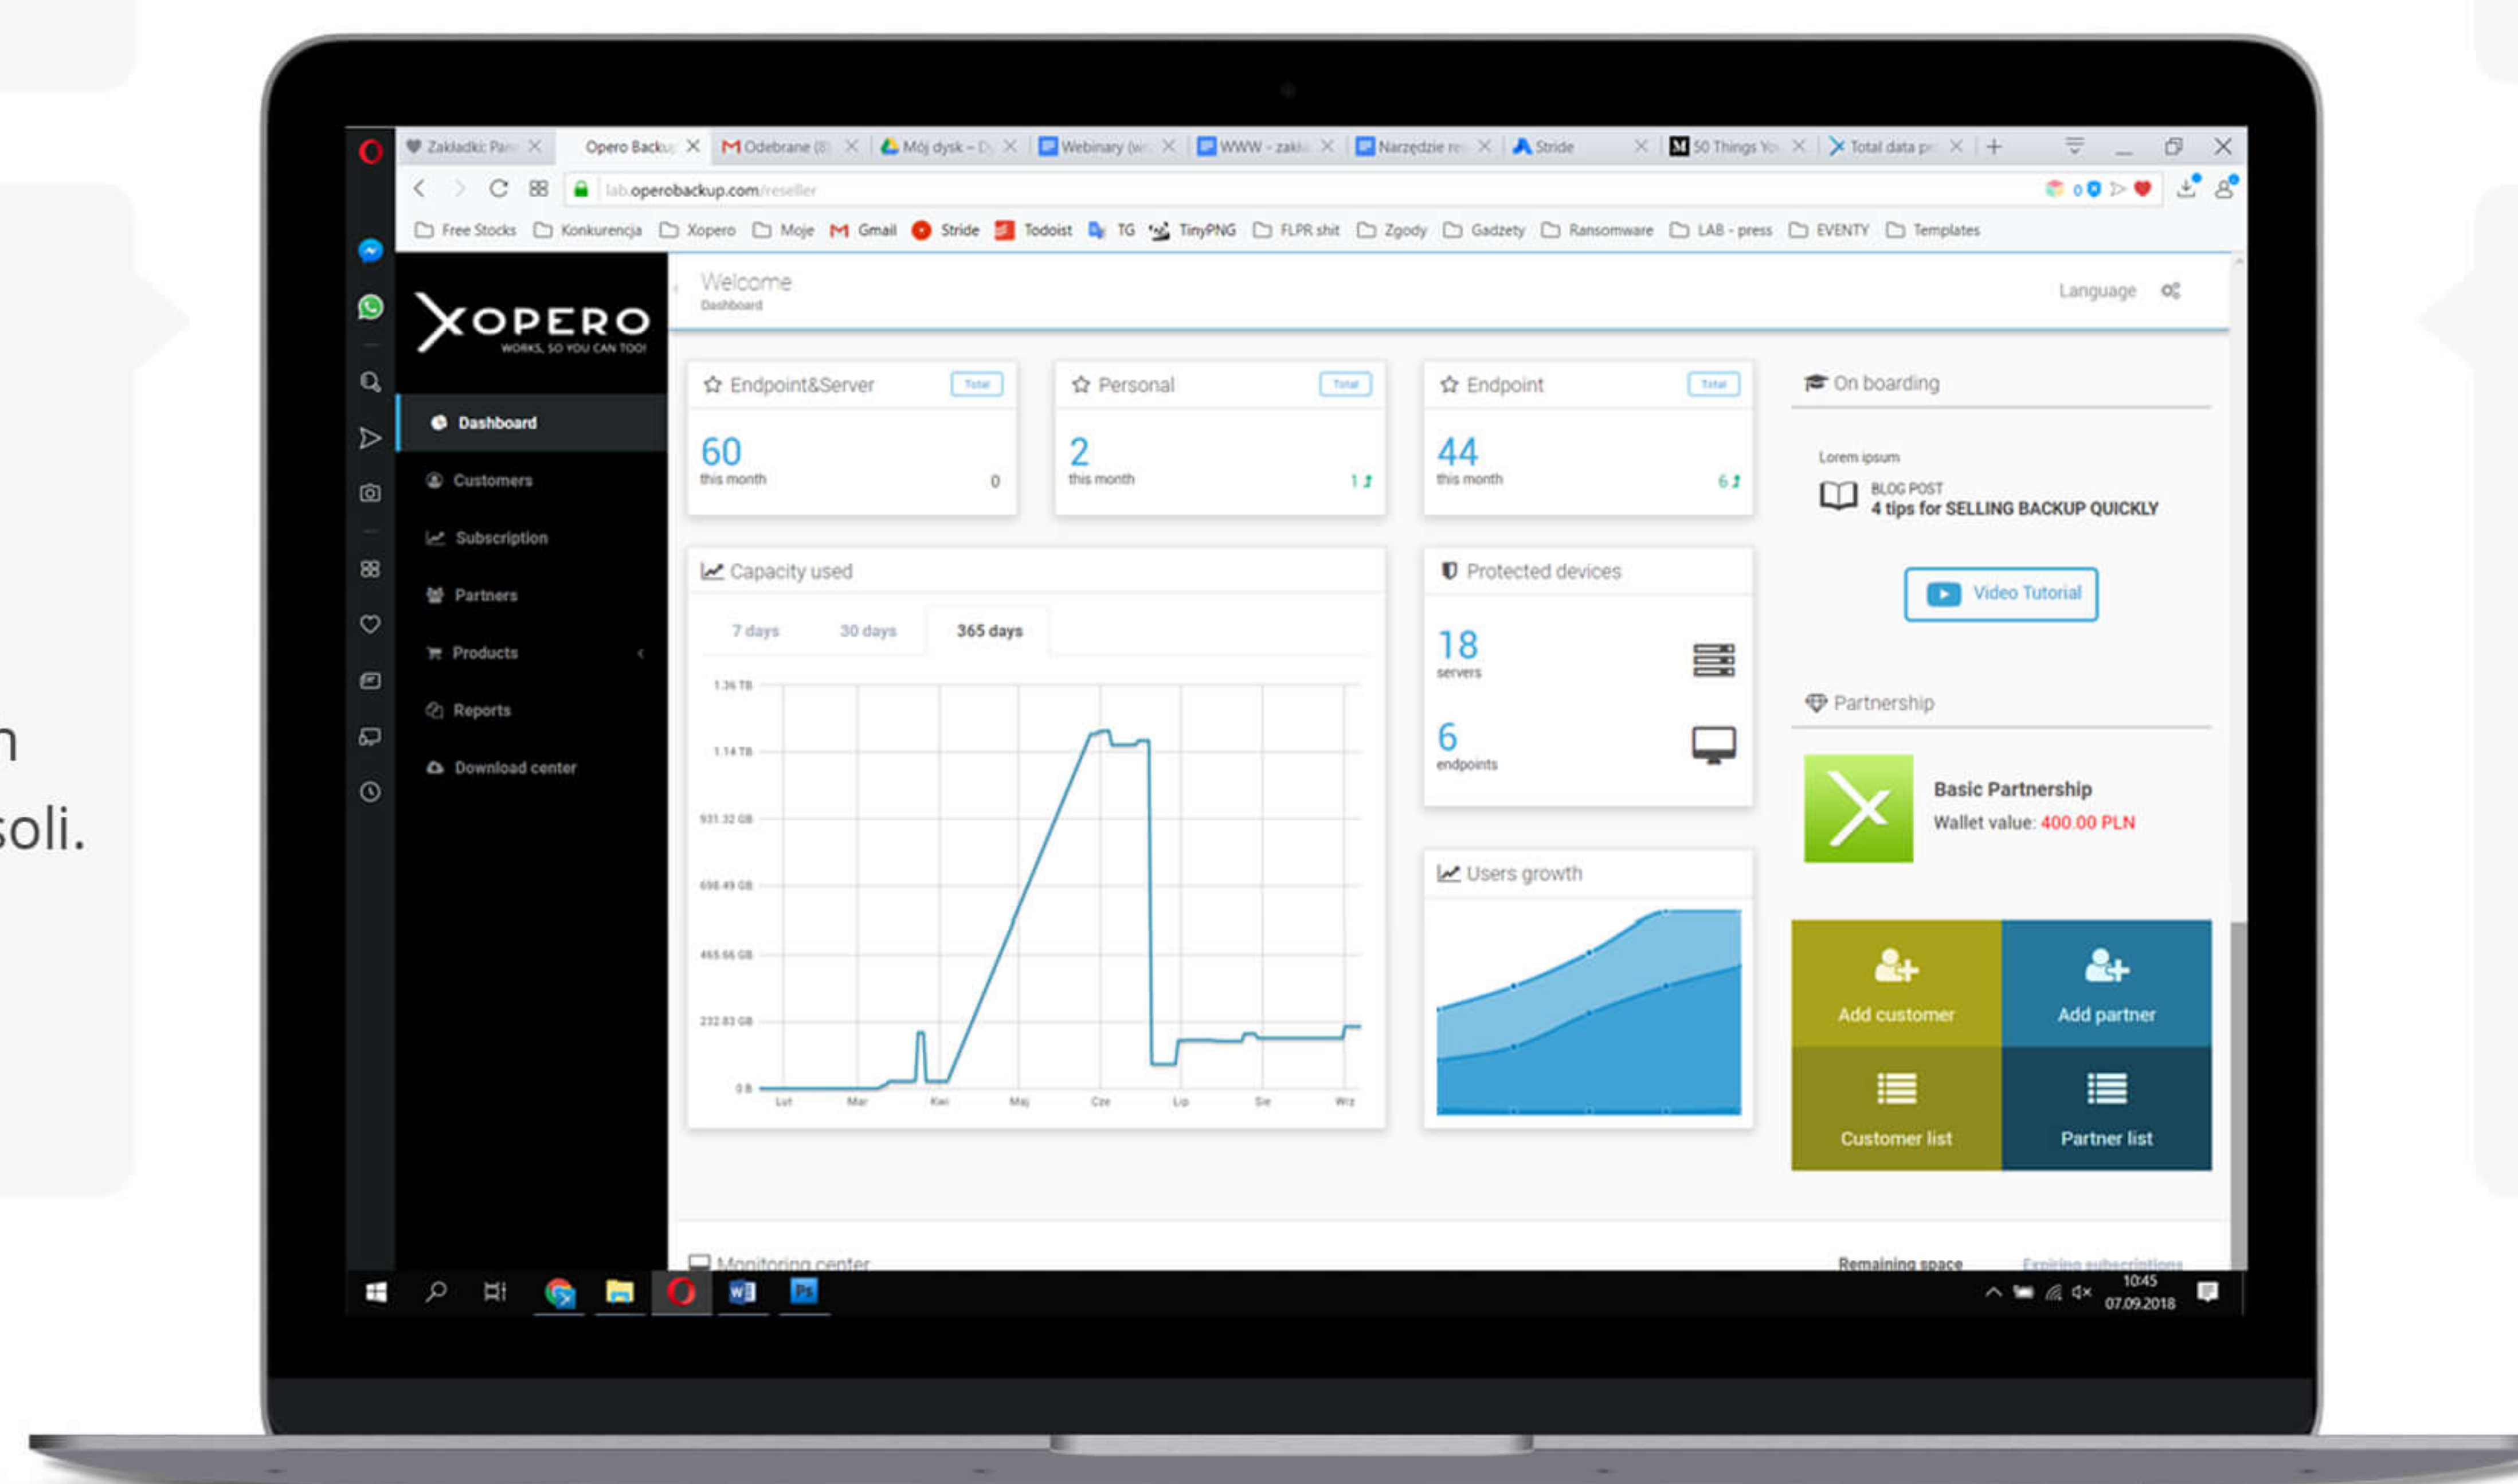 h
soli.
Zakładki: Pan
Opero Backu
Odebrane (8)
Mój dysk – D
Webinary (w
WWW - zakł
Narzędzie re
Stride
50 Things Yo
Total data p
lab.operobackup.com/reseller
0
Free Stocks
Konkurencja
Xopero
Moje
Gmail
Stride
Todoist
TG
TinyPNG
FLPR shit
Zgody
Gadżety
Ransomware
LAB - press
EVENTY
Templates
XOPERO
WORKS, SO YOU CAN TOO!
Dashboard
Customers
Subscription
Partners
Products
Reports
Download center
Welcome
Dashboard
Language
Endpoint&Server
Total
60
this month
0
Personal
Total
2
this month
1
Endpoint
Total
44
this month
6
On boarding
Lorem ipsum
BLOG POST
4 tips for SELLING BACKUP QUICKLY
Video Tutorial
Capacity used
7 days
30 days
365 days
1.36 TB
1.14 TB
931.32 GB
698.49 GB
465.66 GB
232.83 GB
0 B
Lut
Mar
Kwi
Maj
Cze
Lip
Sie
Wrz
Protected devices
18
servers
6
endpoints
Users growth
Partnership
Basic Partnership
Wallet value: 400.00 PLN
Add customer
Add partner
Customer list
Partner list
Monitoring center
Remaining space
Expiring subscriptions
W
Ps
10:45
07.09.2018